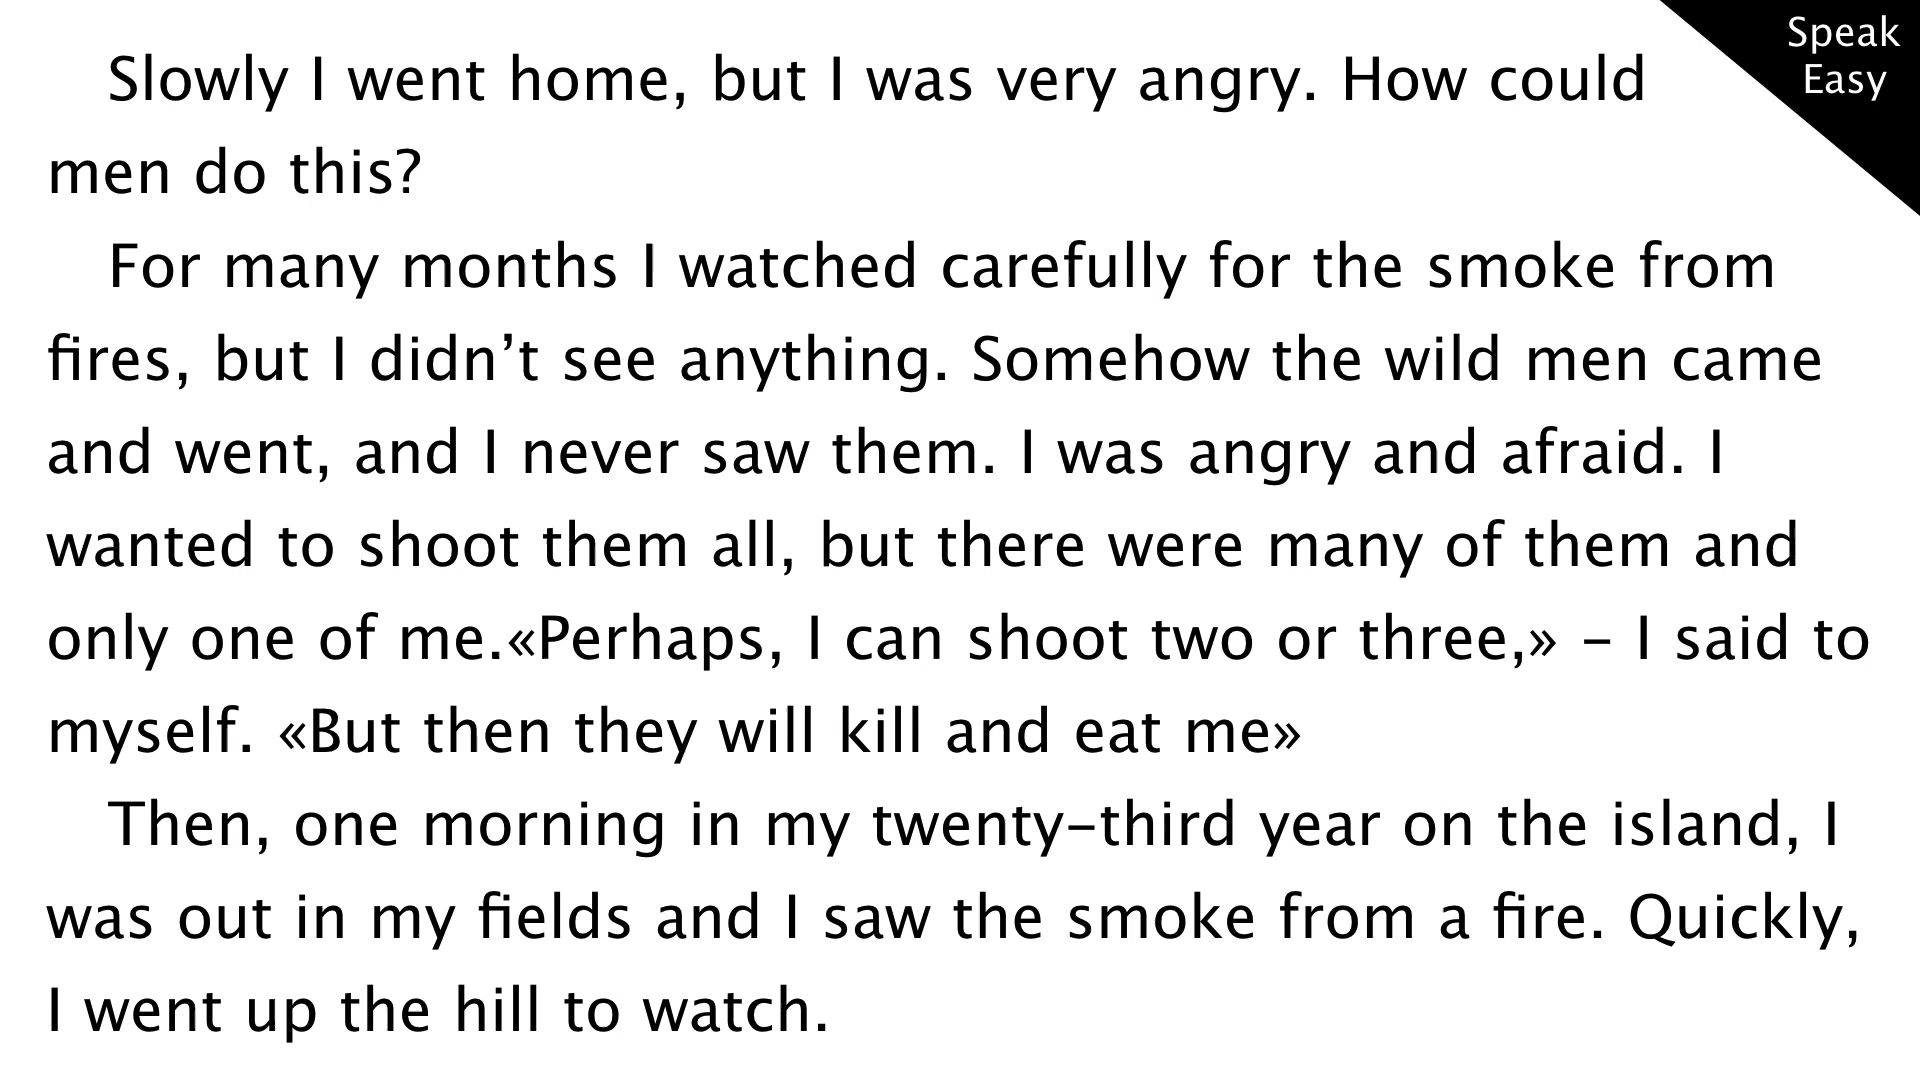 Speak
Easy
Slowly I went home, but I was very angry. How could
men do this?
For many months I watched carefully for the smoke from
fires, but I didn’t see anything. Somehow the wild men came
and went, and I never saw them. I was angry and afraid. I
wanted to shoot them all, but there were many of them and
only one of me.«Perhaps, I can shoot two or three,» – I said to
myself. «But then they will kill and eat me»
Then, one morning in my twenty–third year on the island, I
was out in my fields and I saw the smoke from a fire. Quickly,
I went up the hill to watch.